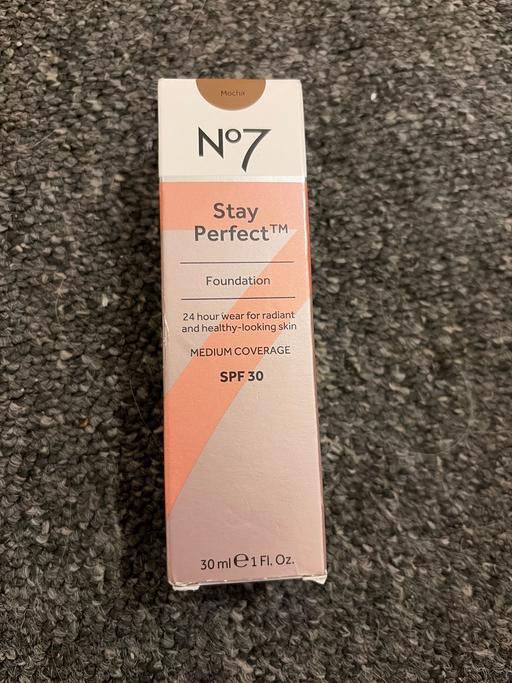 Mocha
No7
Stay
Perfect™
Foundation
24 hour wear for radiant
and healthy-looking skin
MEDIUM COVERAGE
SPF 30
30 ml ℮ 1 Fl. Oz.